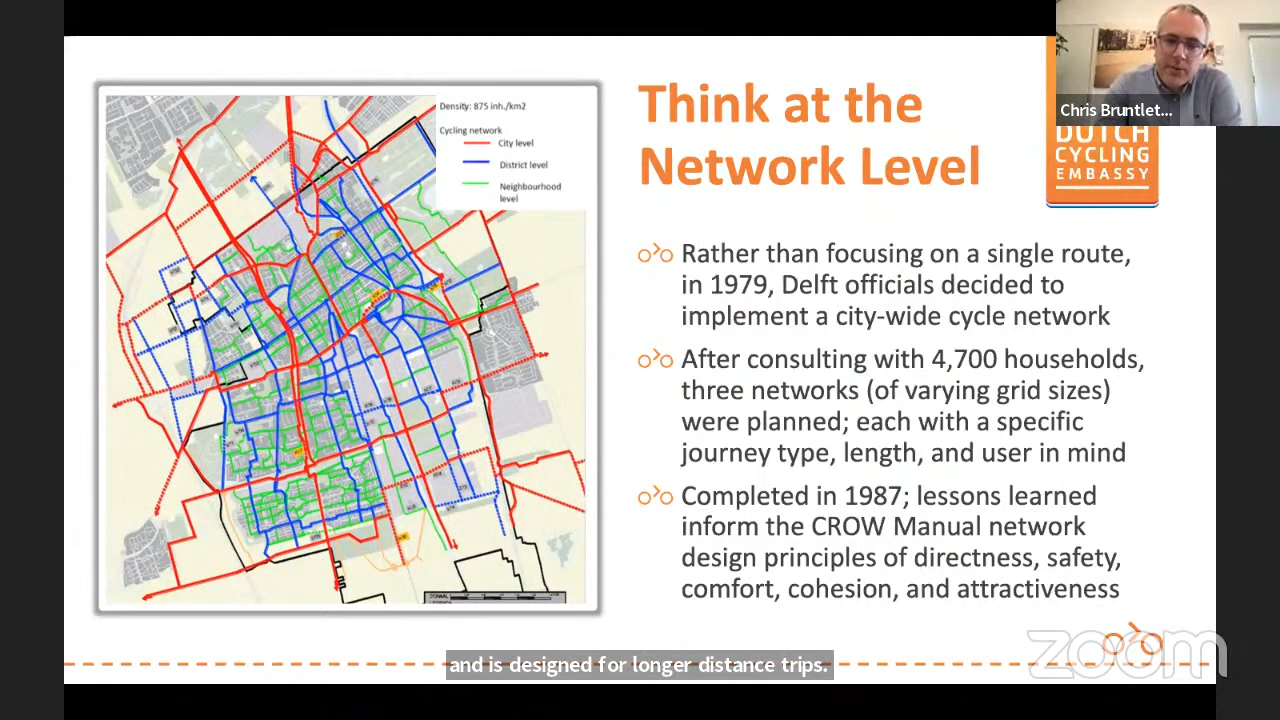 Density: 875 inh./km2
Cycling network
City level
District level
Neighbourhood
level
Think at the
Network Level
Chris Bruntlet...
DUTCH
CYCLING
EMBASSY
Rather than focusing on a single route,
in 1979, Delft officials decided to
implement a city-wide cycle network
After consulting with 4,700 households,
three networks (of varying grid sizes)
were planned; each with a specific
journey type, length, and user in mind
Completed in 1987; lessons learned
inform the CROW Manual network
design principles of directness, safety,
comfort, cohesion, and attractiveness
and is designed for longer distance trips.
zoom